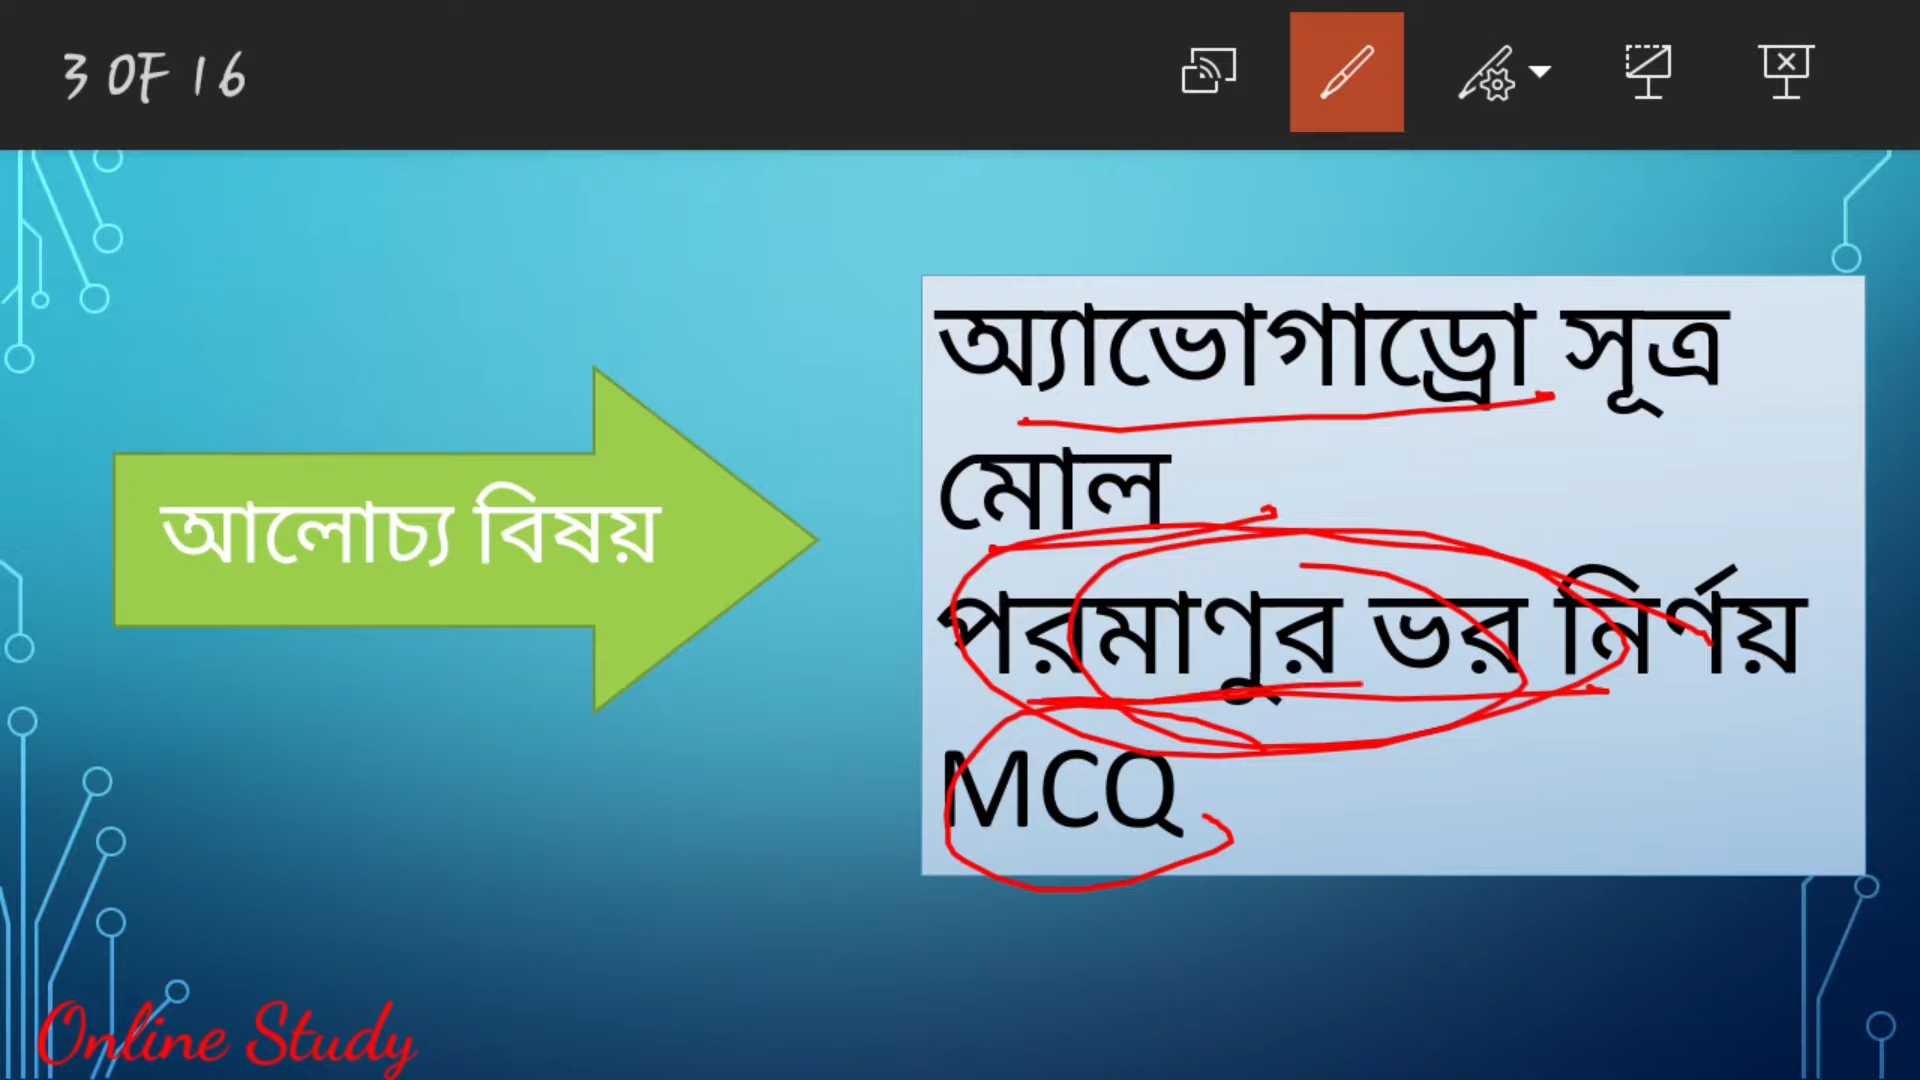 3 OF 16
আলোচ্য বিষয়
অ্যাভোগাড্রো সূত্র
মোল
পরমাণুর ভর নির্ণয়
MCQ
Online Study